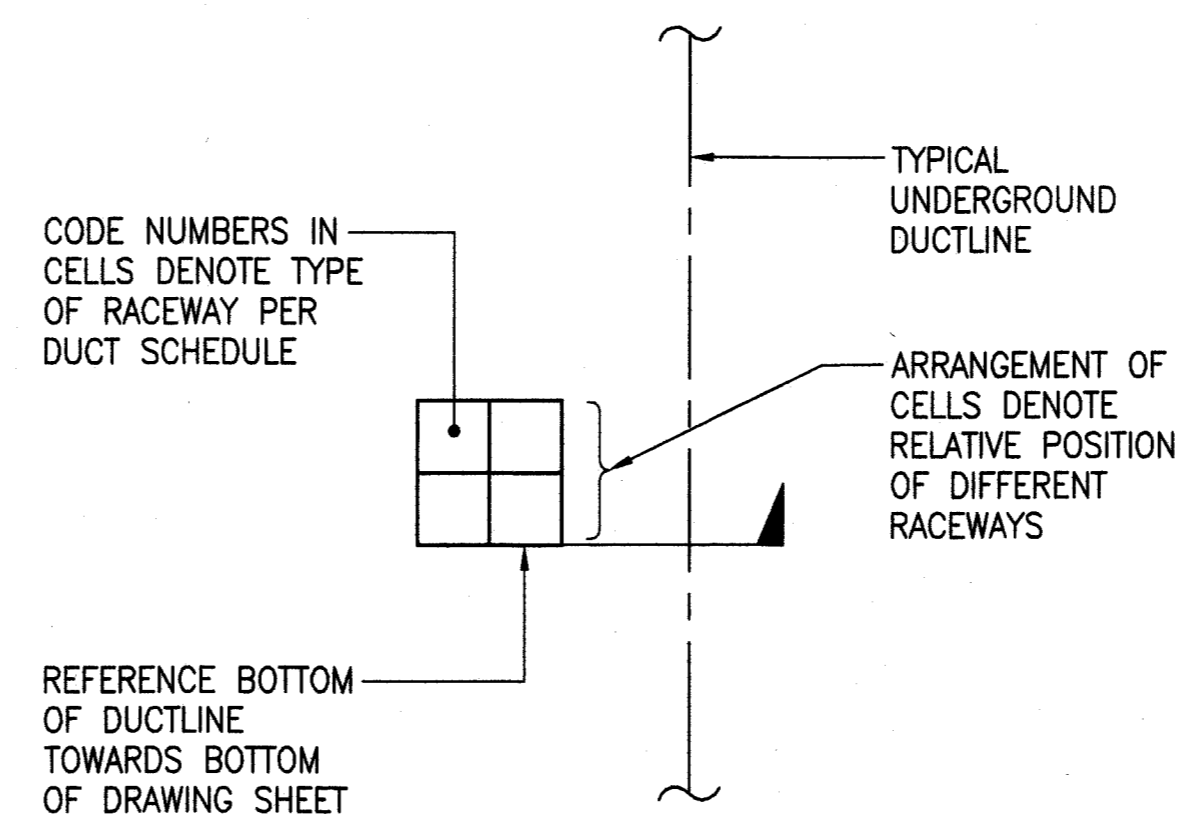 TYPICAL
UNDERGROUND
DUCTLINE
CODE NUMBERS IN
CELLS DENOTE TYPE
OF RACEWAY PER
DUCT SCHEDULE
ARRANGEMENT OF
CELLS DENOTE
RELATIVE POSITION
OF DIFFERENT
RACEWAYS
REFERENCE BOTTOM
OF DUCTLINE
TOWARDS BOTTOM
OF DRAWING SHEET